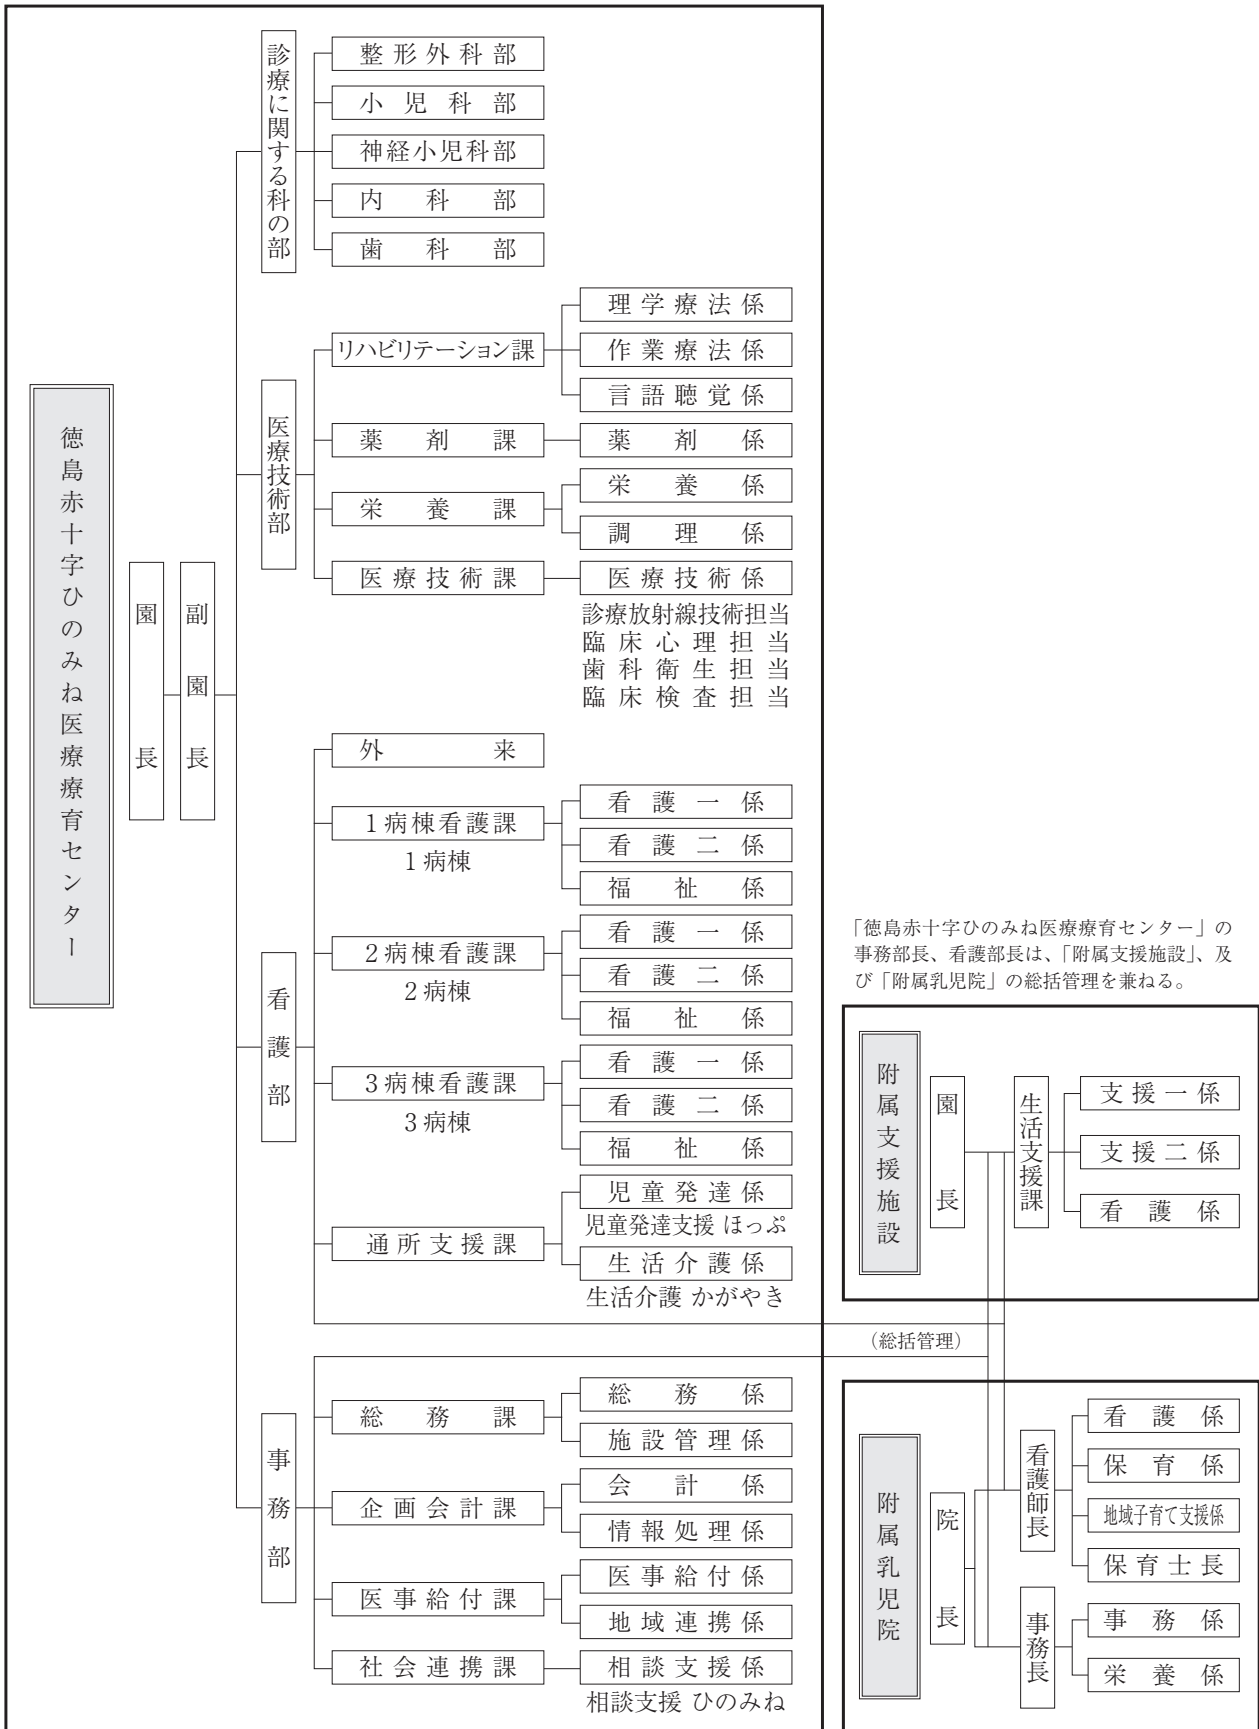 徳島赤十字ひのみね医療療育センター
園長
副園長
診療に関する科の部
整形外科部
小児科部
神経小児科部
内科部
歯科部
医療技術部
リハビリテーション課
理学療法係
作業療法係
言語聴覚係
薬剤課
薬剤係
栄養課
栄養係
調理係
医療技術課
医療技術係
診療放射線技術担当
臨床心理担当
歯科衛生担当
臨床検査担当
看護部
外来
1病棟看護課
1病棟
看護一係
看護二係
福祉係
2病棟看護課
2病棟
看護一係
看護二係
福祉係
3病棟看護課
3病棟
看護一係
看護二係
福祉係
通所支援課
児童発達係
児童発達支援 ほっぷ
生活介護係
生活介護 かがやき
事務部
総務課
総務係
施設管理係
企画会計課
会計係
情報処理係
医事給付課
医事給付係
地域連携係
社会連携課
相談支援係
相談支援 ひのみね
「徳島赤十字ひのみね医療療育センター」の
事務部長、看護部長は、「附属支援施設」、及
び「附属乳児院」の総括管理を兼ねる。
附属支援施設
園長
生活支援課
支援一係
支援二係
看護係
(総括管理)
附属乳児院
院長
看護師長
看護係
保育係
地域子育て支援係
保育士長
事務長
事務係
栄養係